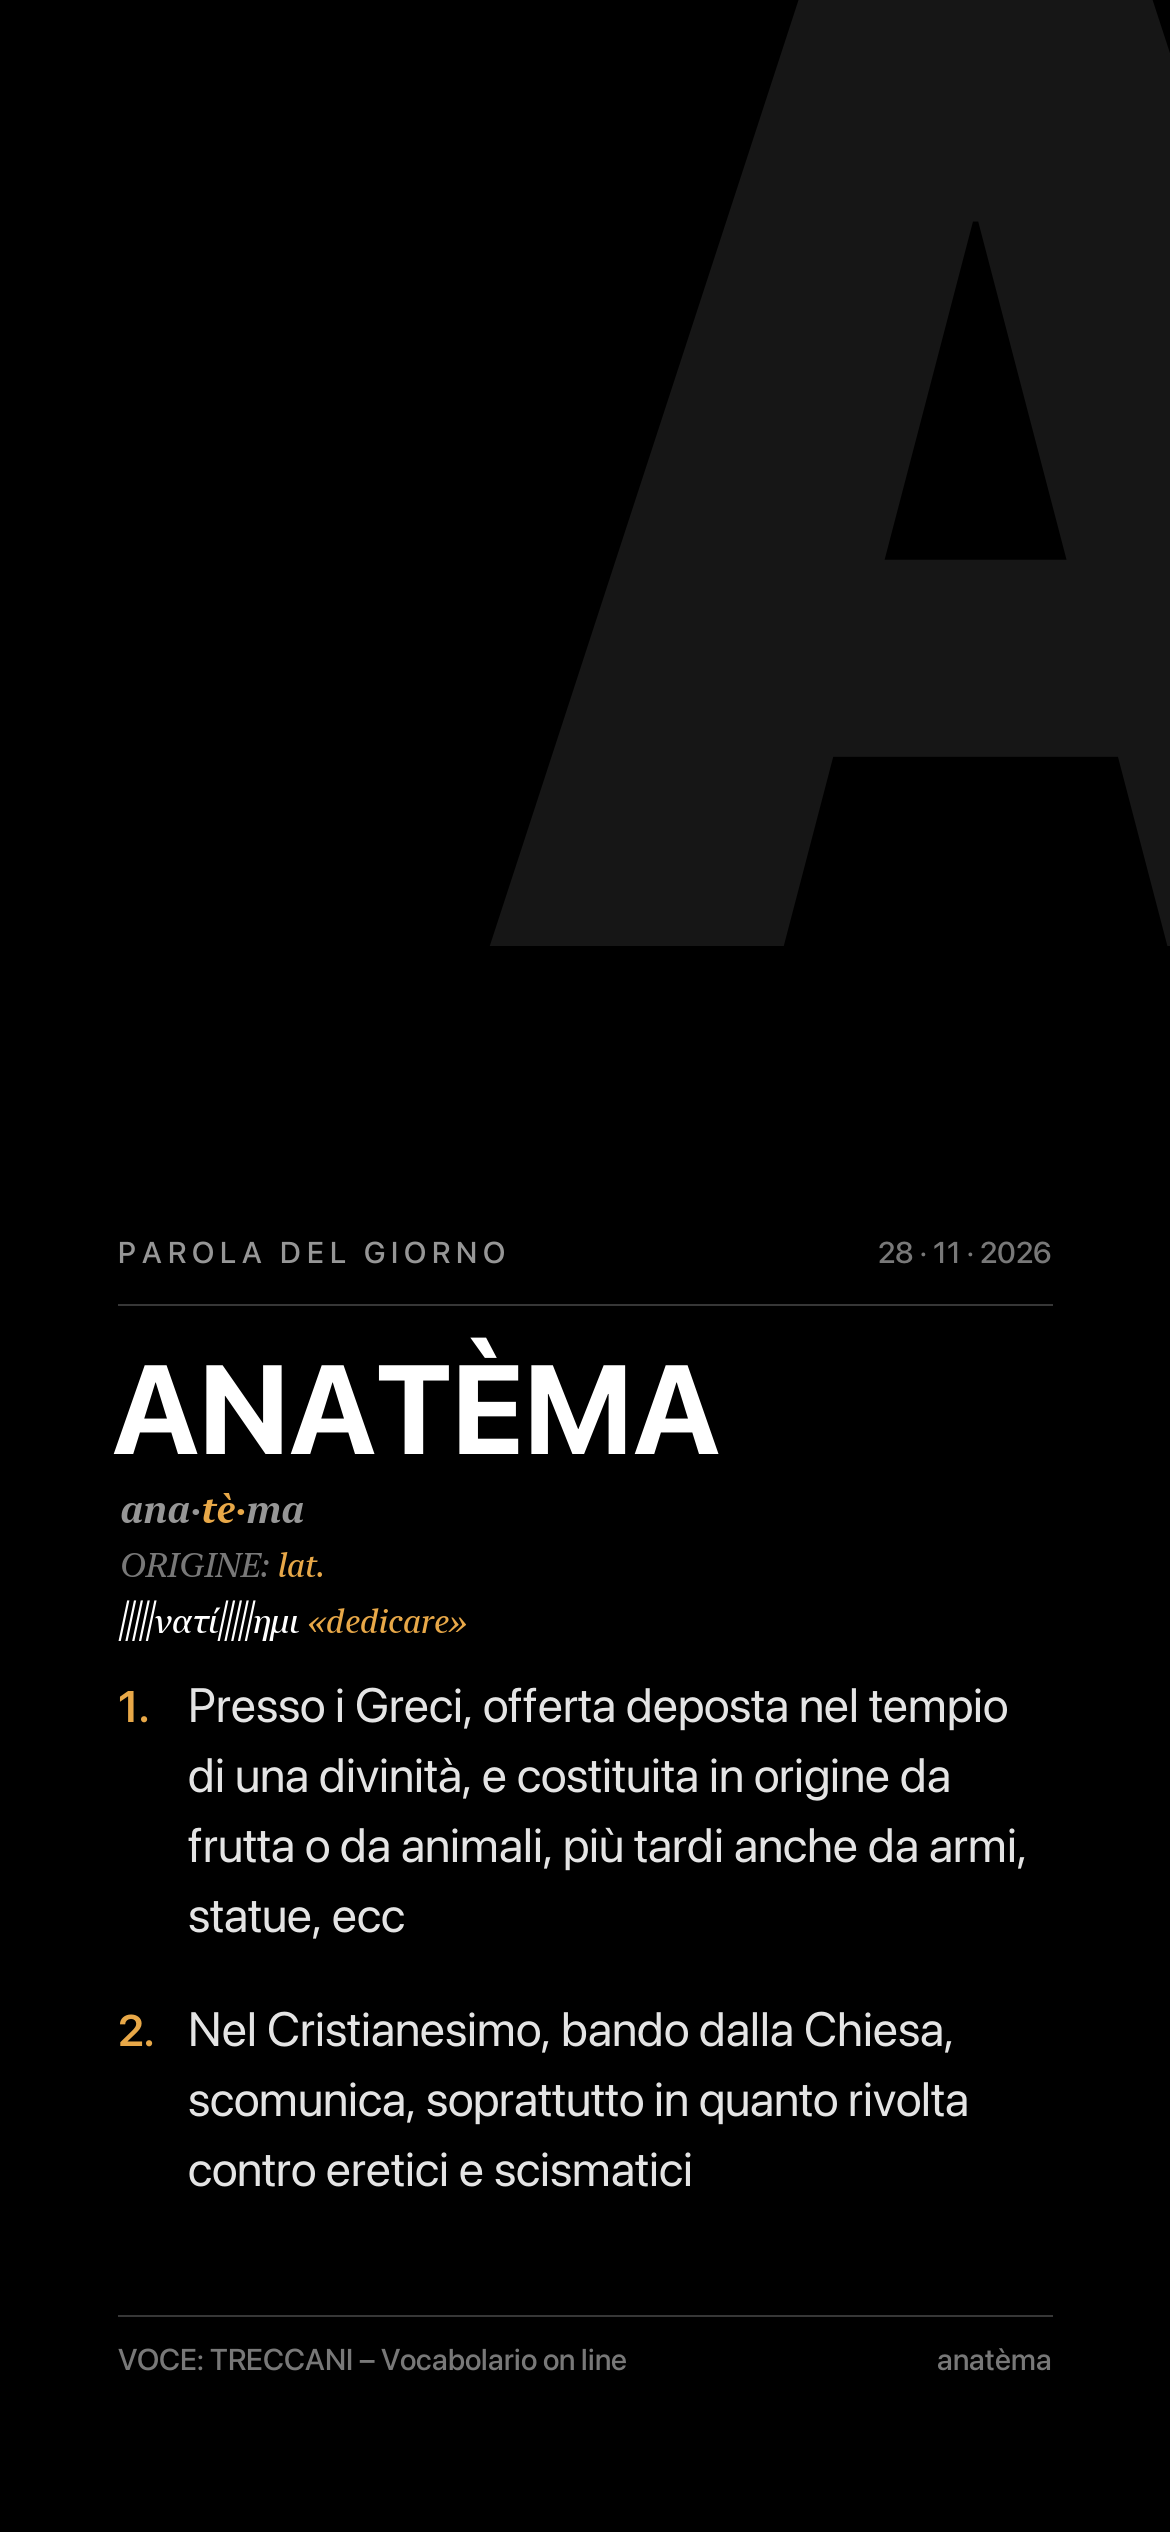 A
PAROLA DEL GIORNO 28 · 11 · 2026
ANATÈMA
ana·tè·ma
ORIGINE: lat.
νατί ημι «dedicare»
1. Presso i Greci, offerta deposta nel tempio
di una divinità, e costituita in origine da
frutta o da animali, più tardi anche da armi,
statue, ecc
2. Nel Cristianesimo, bando dalla Chiesa,
scomunica, soprattutto in quanto rivolta
contro eretici e scismatici
VOCE: TRECCANI – Vocabolario on line anatèma